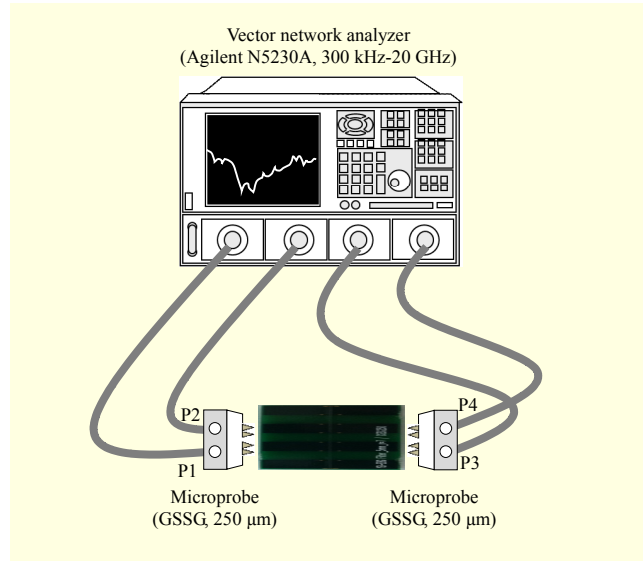 Vector network analyzer
(Agilent N5230A, 300 kHz-20 GHz)
P2
P4
P1
P3
Microprobe
(GSSG, 250 μm)
Microprobe
(GSSG, 250 μm)